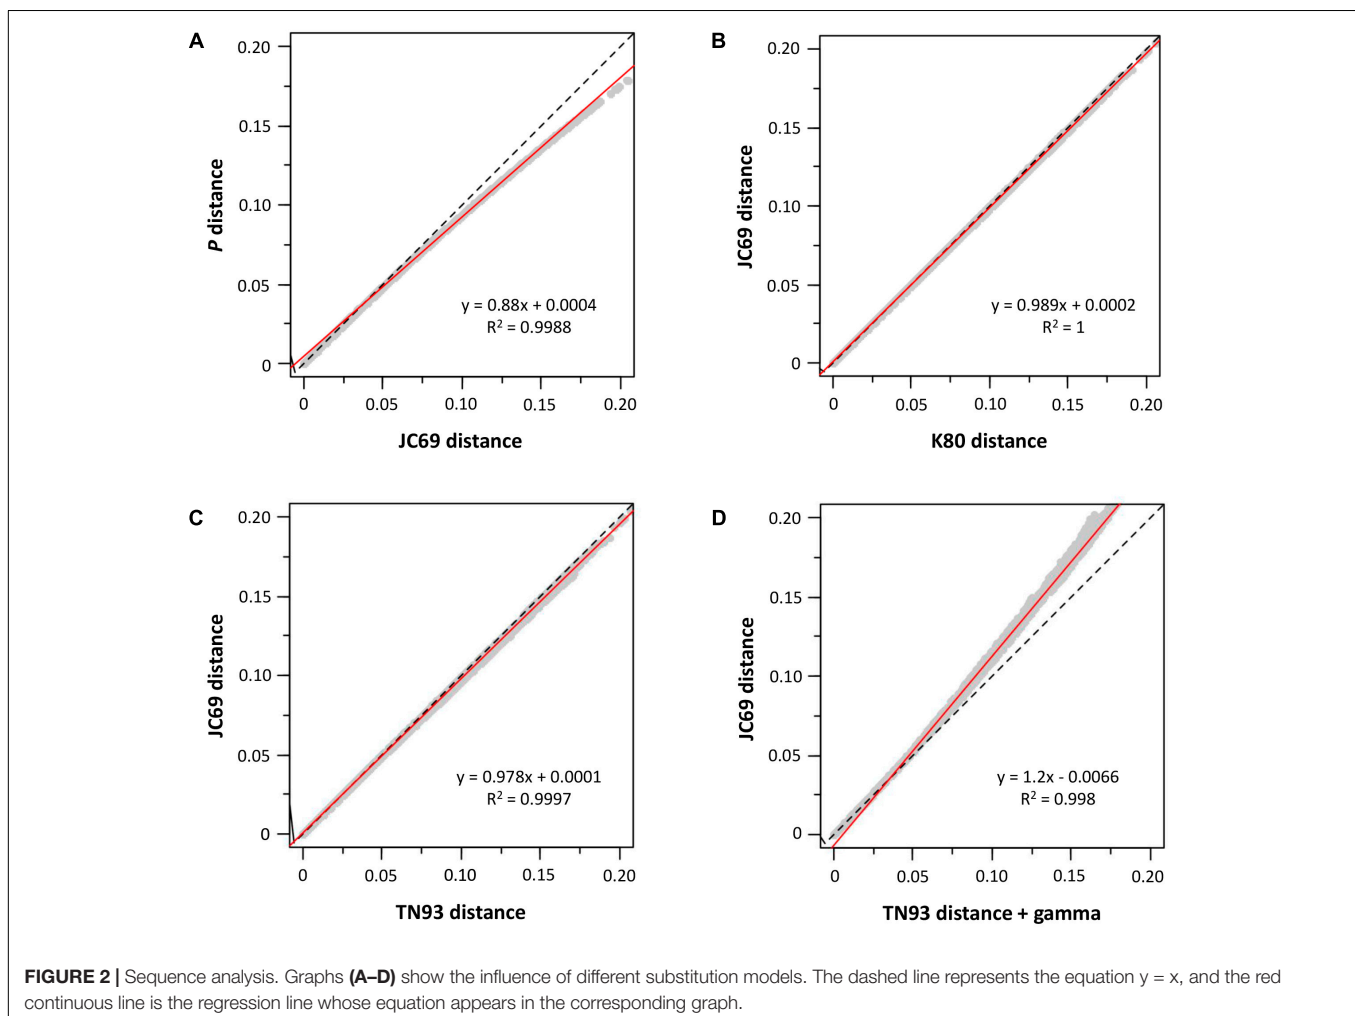 A
P distance
0.20
0.15
0.10
0.05
0
y = 0.88x + 0.0004
R² = 0.9988
0 0.05 0.10 0.15 0.20
JC69 distance
B
JC69 distance
0.20
0.15
0.10
0.05
0
y = 0.989x + 0.0002
R² = 1
0 0.05 0.10 0.15 0.20
K80 distance
C
JC69 distance
0.20
0.15
0.10
0.05
0
y = 0.978x + 0.0001
R² = 0.9997
0 0.05 0.10 0.15 0.20
TN93 distance
D
JC69 distance
0.20
0.15
0.10
0.05
0
y = 1.2x - 0.0066
R² = 0.998
0 0.05 0.10 0.15 0.20
TN93 distance + gamma
FIGURE 2 | Sequence analysis. Graphs (A–D) show the influence of different substitution models. The dashed line represents the equation y = x, and the red
continuous line is the regression line whose equation appears in the corresponding graph.